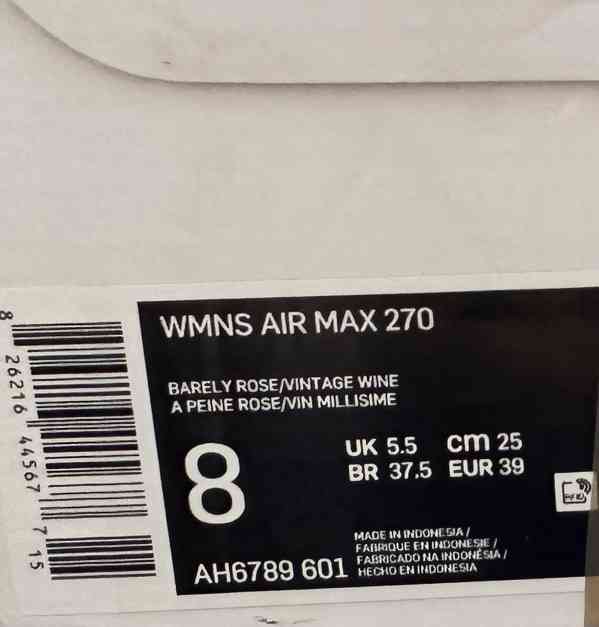 WMNS AIR MAX 270
BARELY ROSE/VINTAGE WINE
A PEINE ROSE/VIN MILLISIME
8
UK 5.5 cm 25
BR 37.5 EUR 39
AH6789 601
MADE IN INDONESIA /
FABRIQUE EN INDONESIE /
FABRICADO NA INDONÉSIA /
HECHO EN INDONESIA
RFID
8 26216 44567 7 15